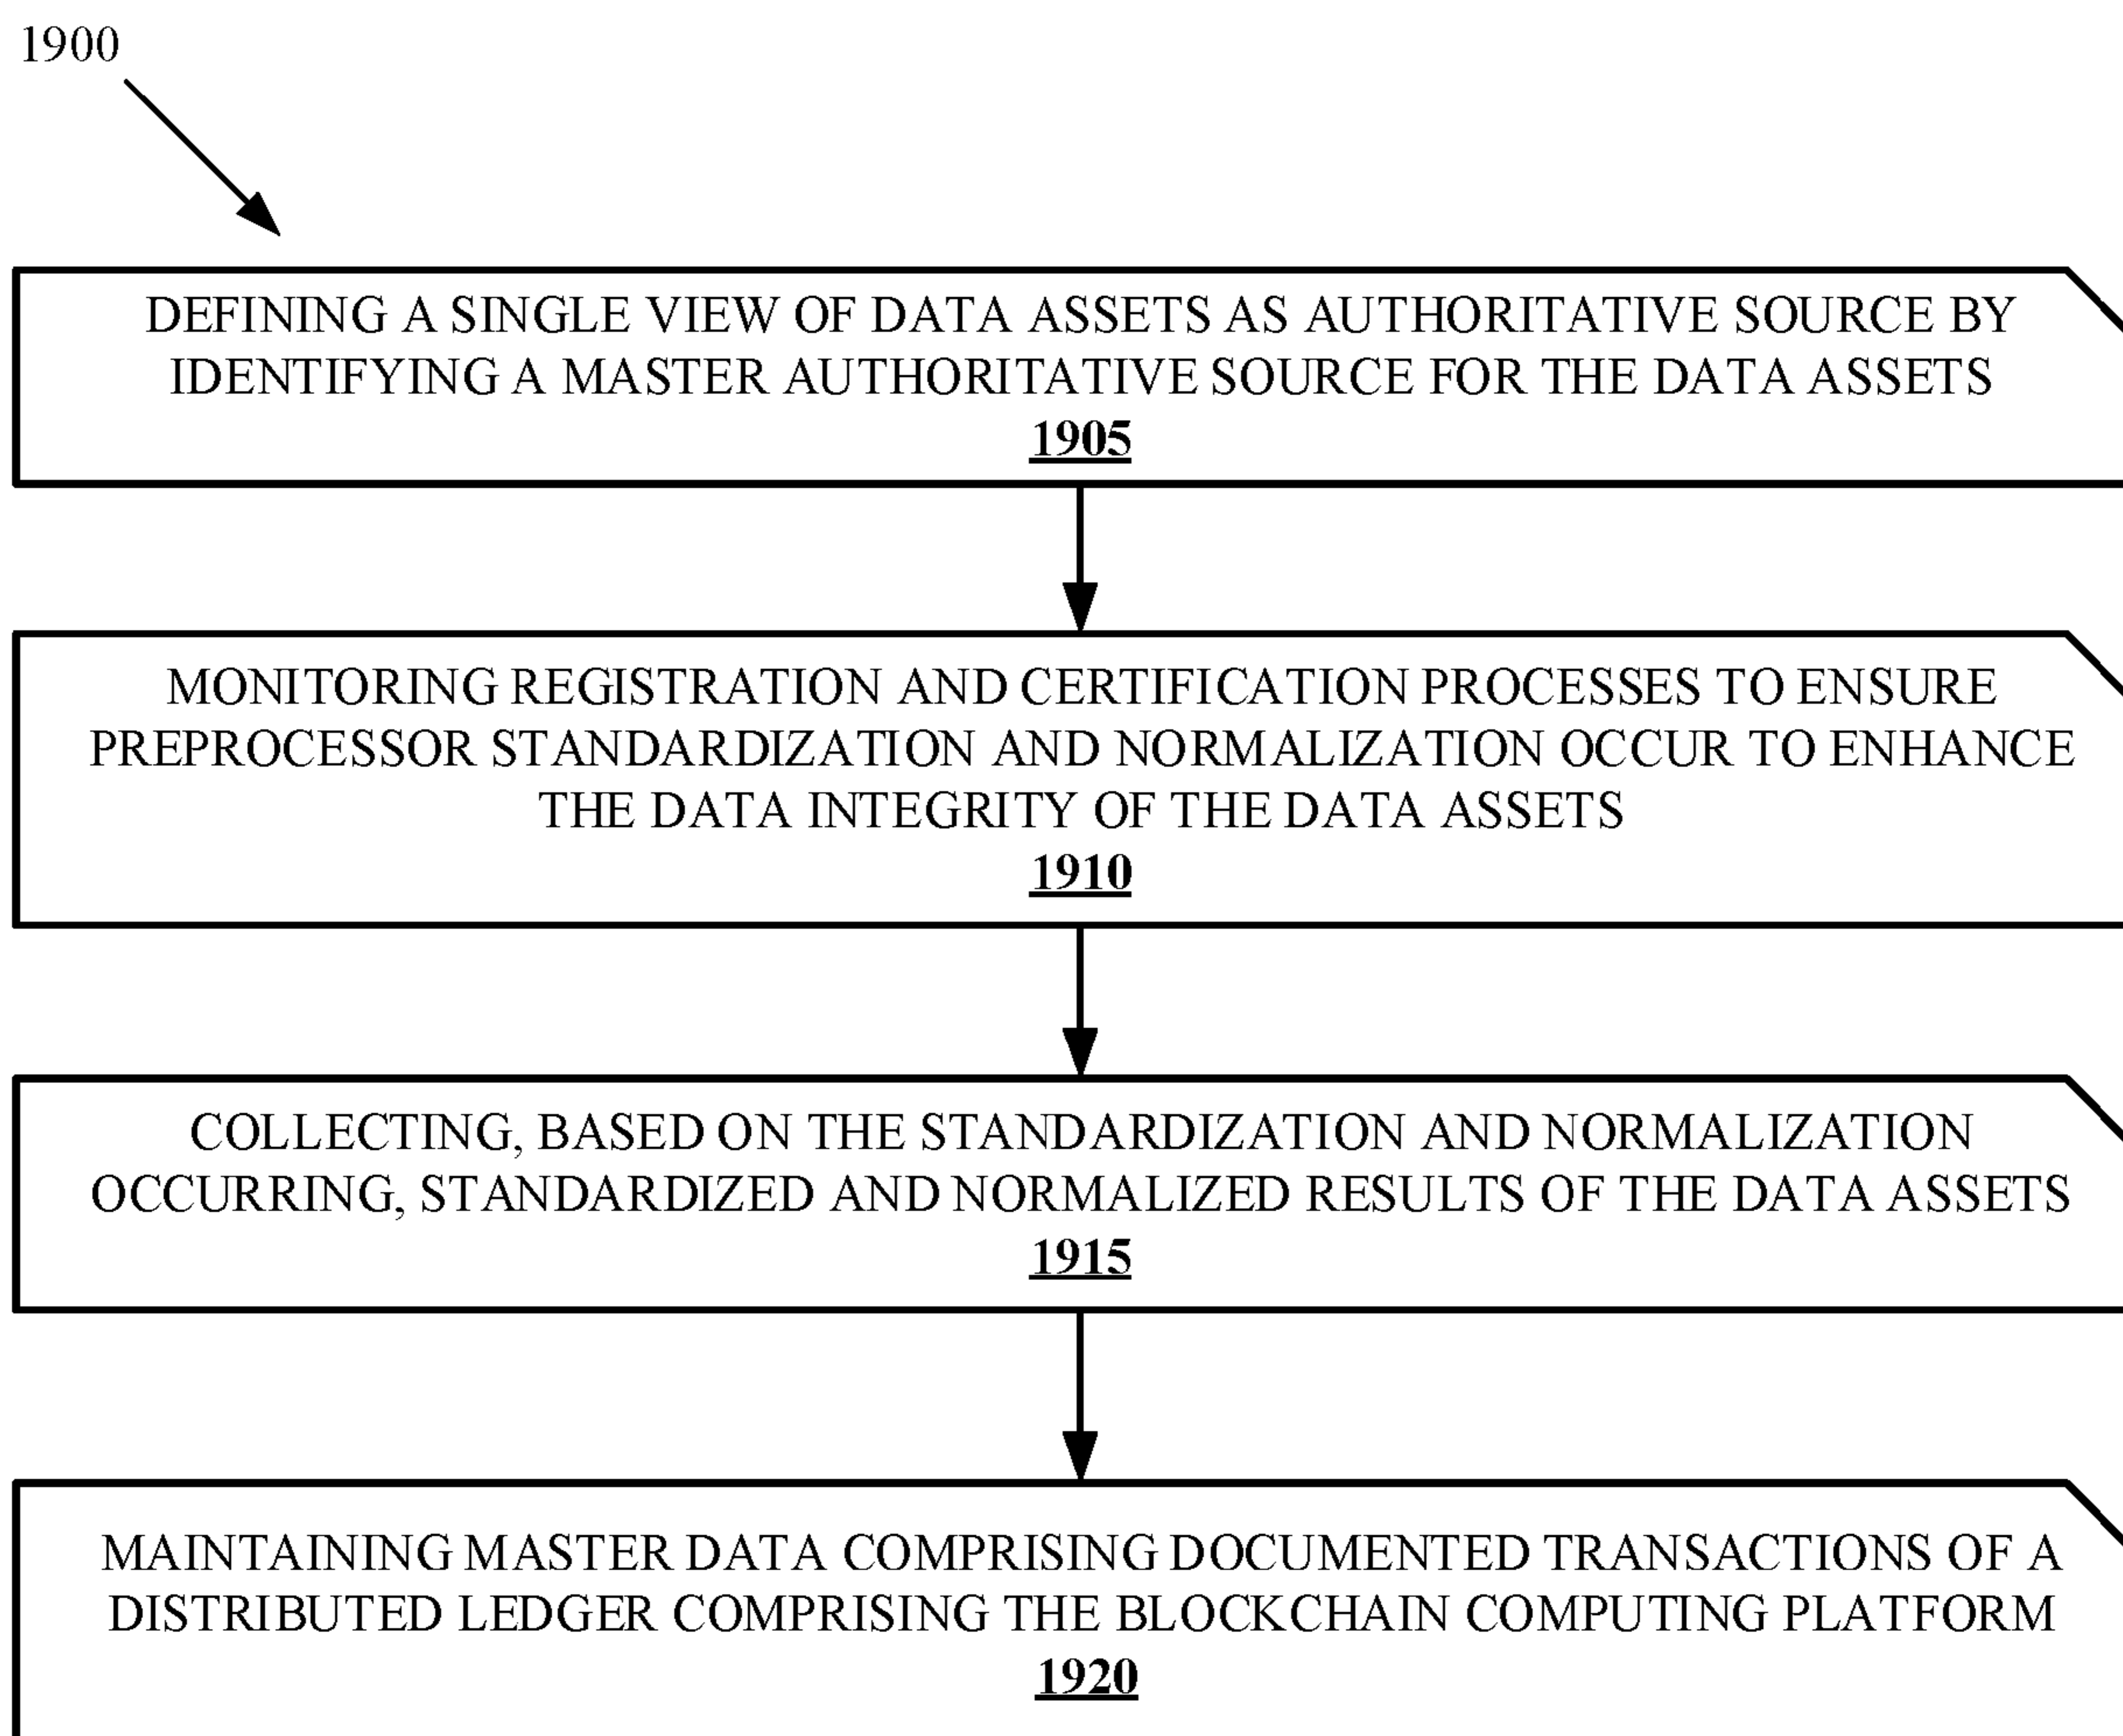 1900
DEFINING A SINGLE VIEW OF DATA ASSETS AS AUTHORITATIVE SOURCE BY
IDENTIFYING A MASTER AUTHORITATIVE SOURCE FOR THE DATA ASSETS
1905
MONITORING REGISTRATION AND CERTIFICATION PROCESSES TO ENSURE
PREPROCESSOR STANDARDIZATION AND NORMALIZATION OCCUR TO ENHANCE
THE DATA INTEGRITY OF THE DATA ASSETS
1910
COLLECTING, BASED ON THE STANDARDIZATION AND NORMALIZATION
OCCURRING, STANDARDIZED AND NORMALIZED RESULTS OF THE DATA ASSETS
1915
MAINTAINING MASTER DATA COMPRISING DOCUMENTED TRANSACTIONS OF A
DISTRIBUTED LEDGER COMPRISING THE BLOCKCHAIN COMPUTING PLATFORM
1920